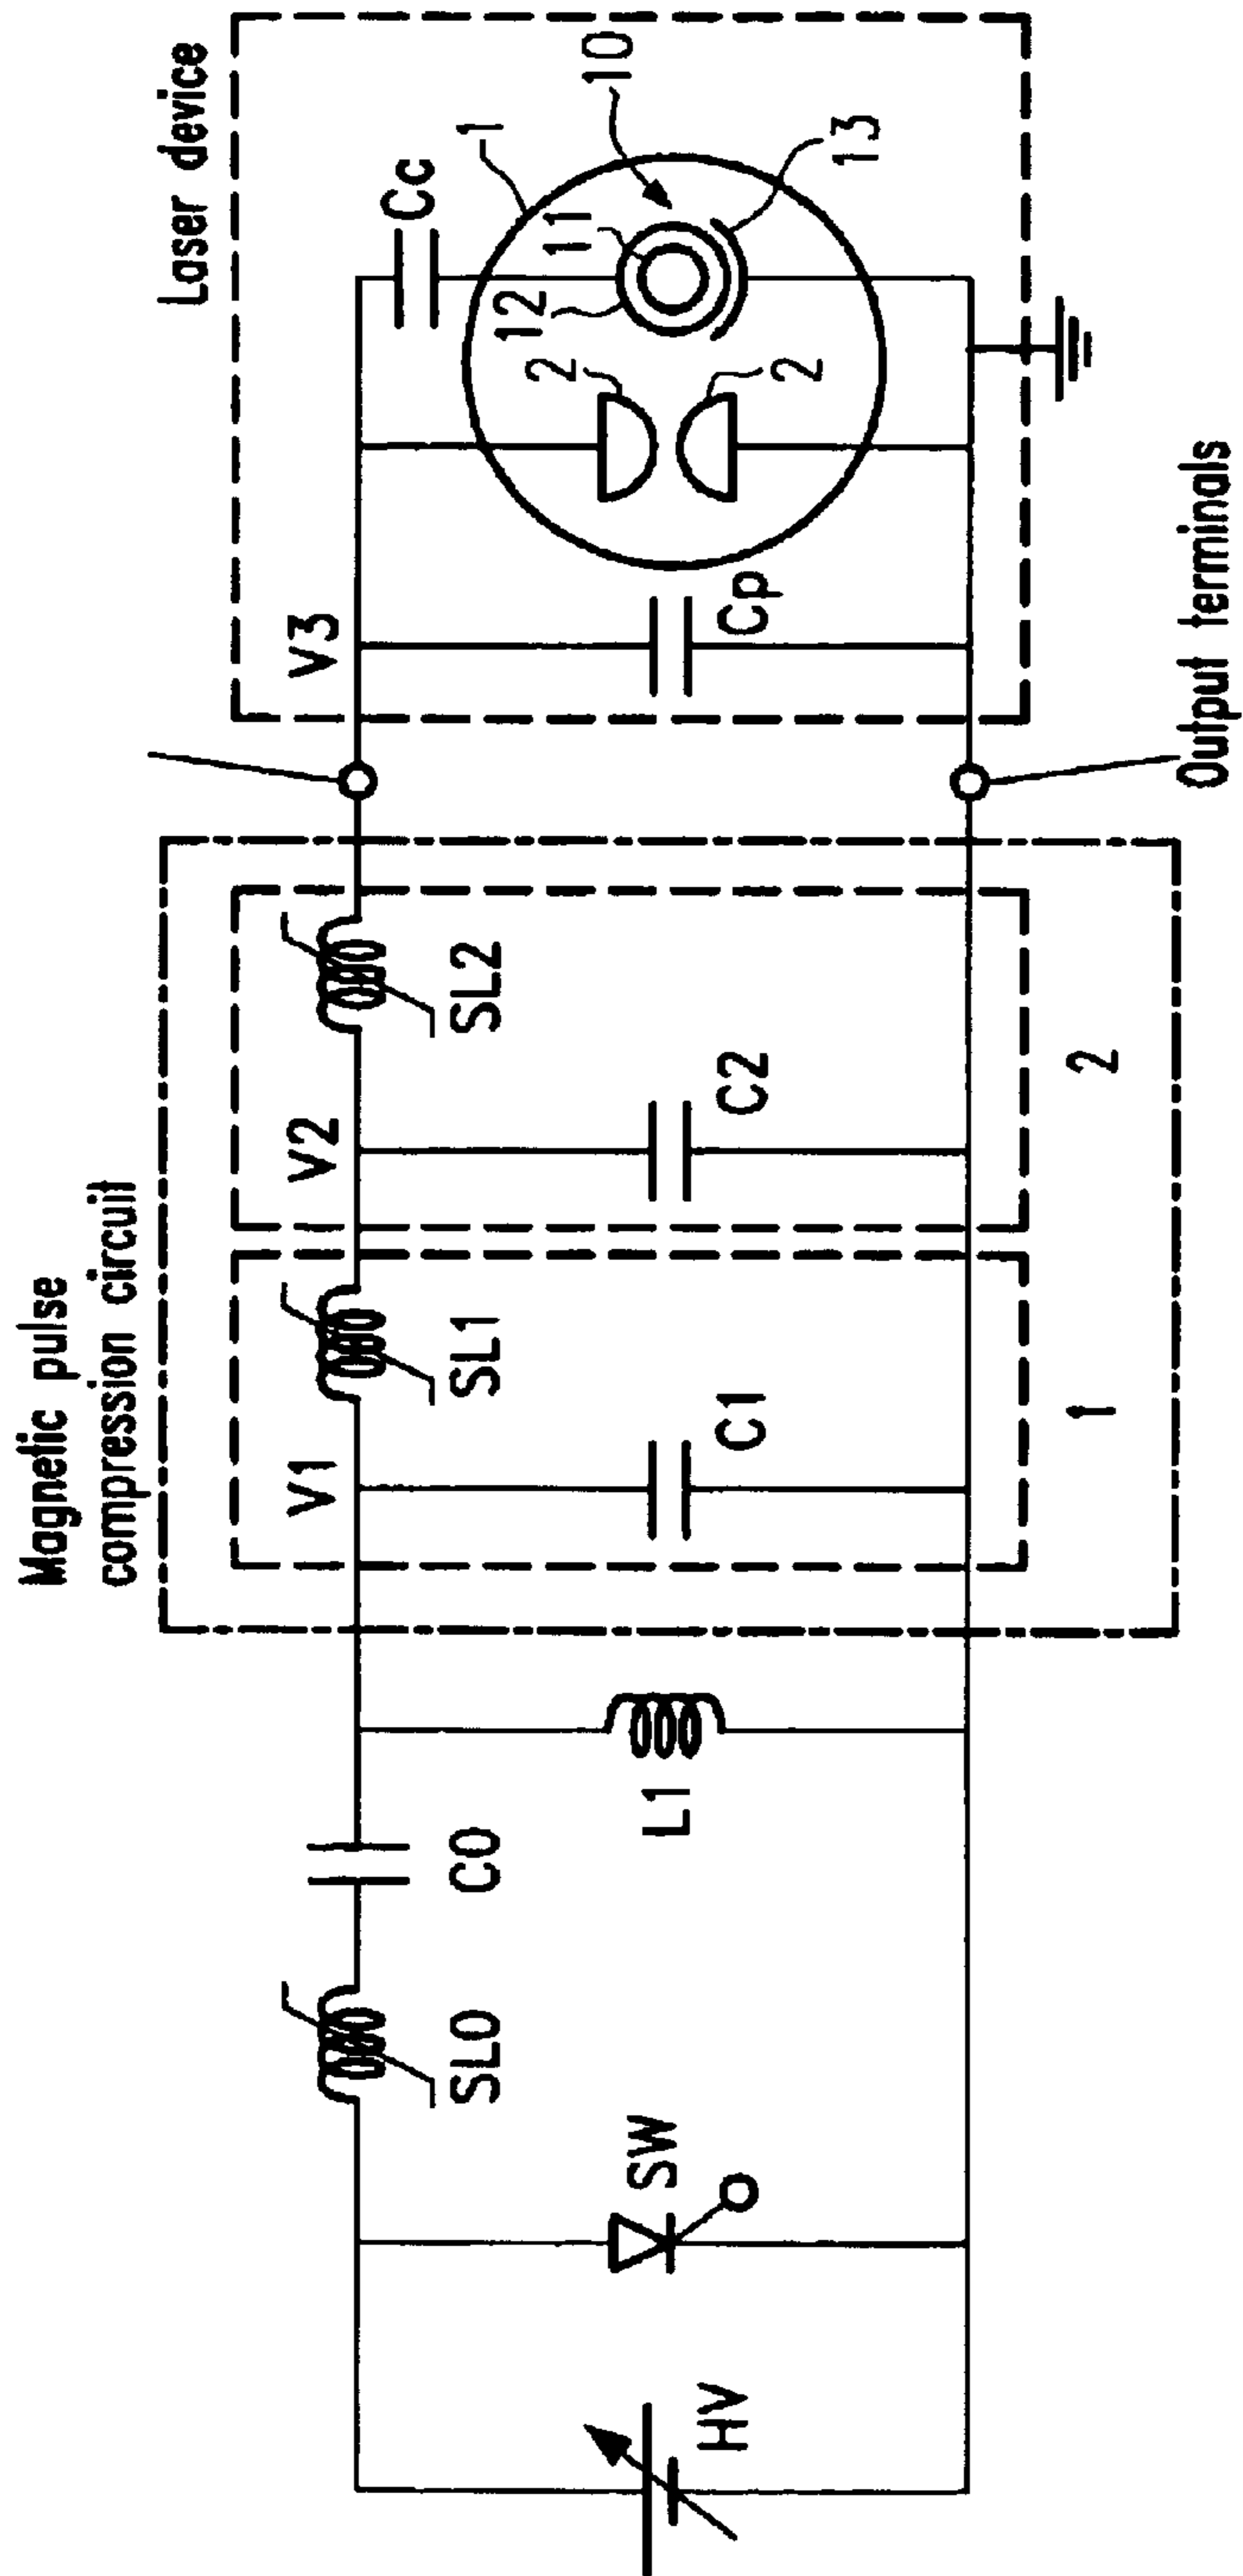 Magnetic pulse
compression circuit
Laser device
V1
V2
V3
Cc
1
10
11
12
13
2
2
SL0
C0
SL1
SL2
SW
HV
L1
C1
C2
Cp
1
2
Output terminals